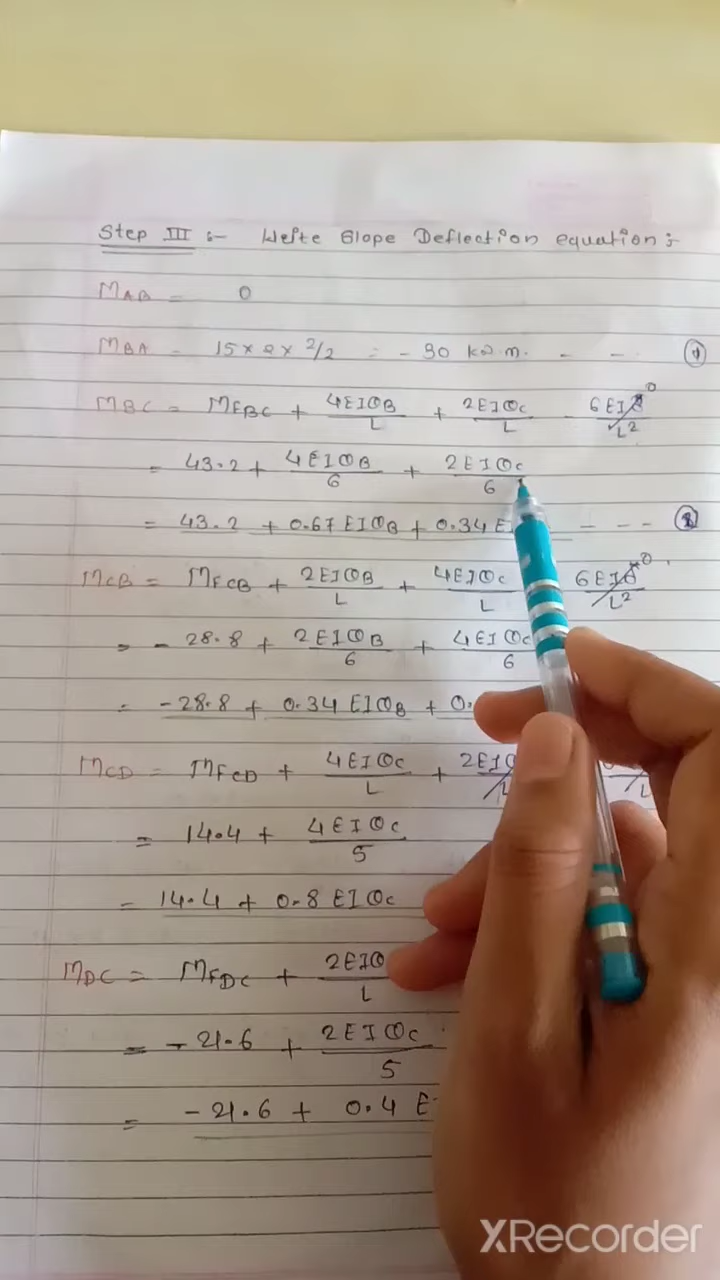 Step III :- Write Slope Deflection equation :-
MAB = 0
MBA = 15 × 2 × 2/2 = - 30 kN.m. - - (1)
MBC = MFBC + 4EIθB/L + 2EIθC/L - 6EIδ/L² 0
= 43.2 + 4EIθB/6 + 2EIθC/6
= 43.2 + 0.67 EIθB + 0.34 EI - - - (2)
MCB = MFCB + 2EIθB/L + 4EIθC/L 6EIδ/L² 0
= - 28.8 + 2EIθB/6 + 4EIθC/6
= - 28.8 + 0.34 EIθB + 0.
MCD = MFCD + 4EIθC/L + 2EI /L
= 14.4 + 4EIθC/5
= 14.4 + 0.8 EIθC
MDC = MFDC + 2EIθ/L
= - 21.6 + 2EIθC/5
= - 21.6 + 0.4 E
XRecorder